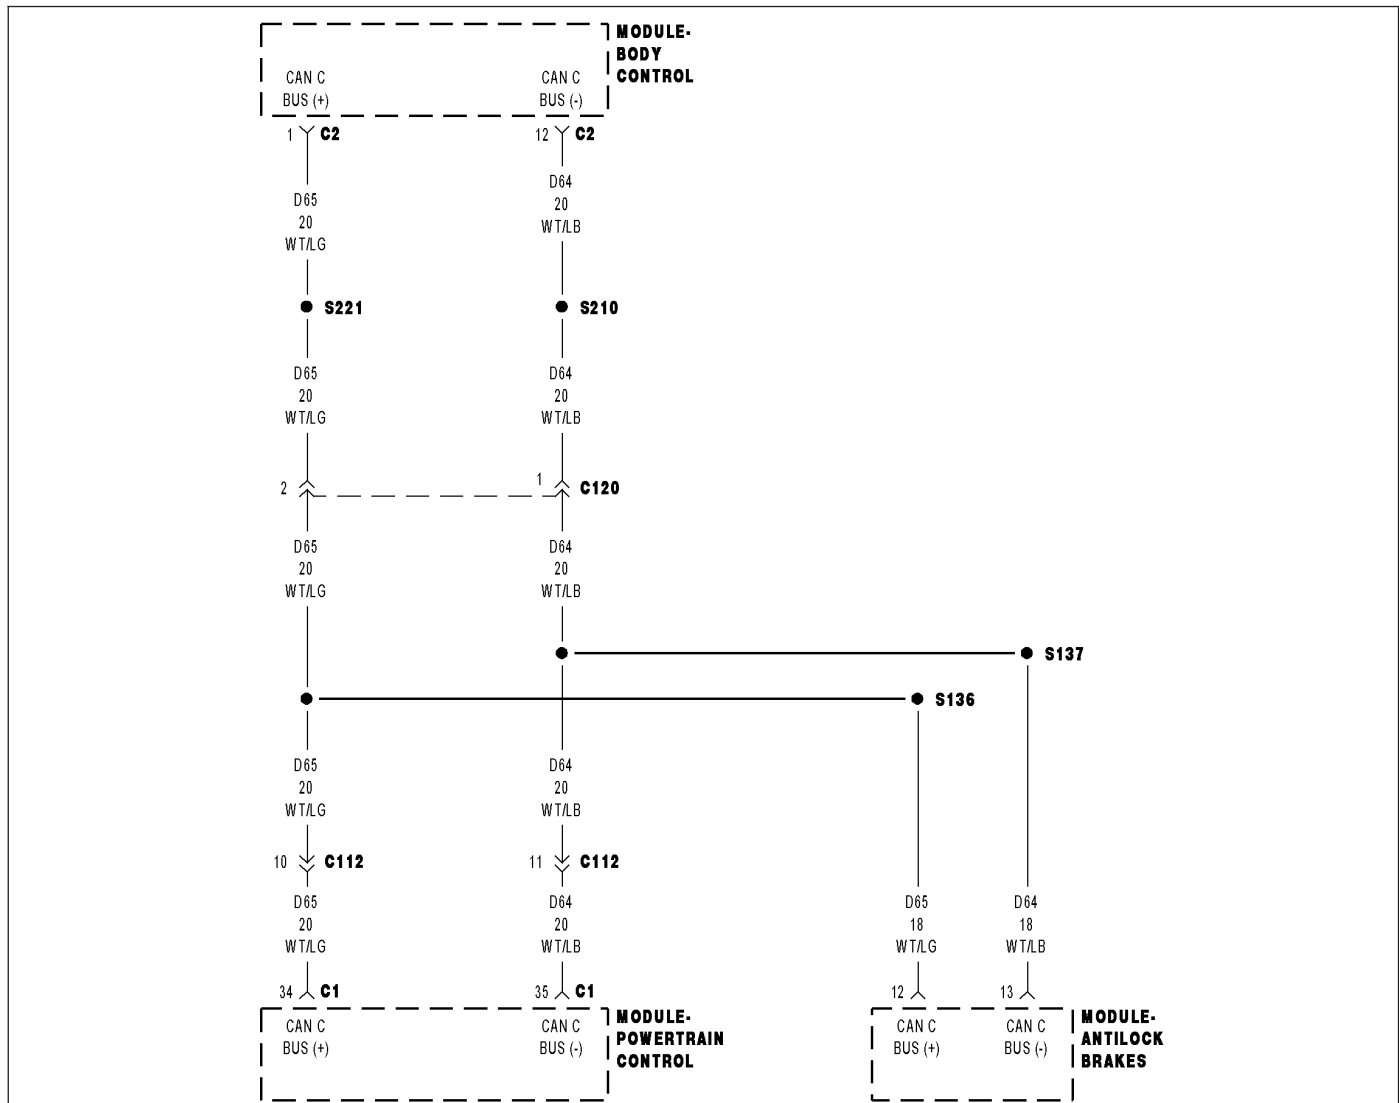 MODULE-
BODY
CONTROL
CAN C
BUS (+)
CAN C
BUS (-)
1 C2
12 C2
D65
20
WT/LG
D64
20
WT/LB
S221
S210
D65
20
WT/LG
D64
20
WT/LB
2
1
C120
D65
20
WT/LG
D64
20
WT/LB
S137
S136
D65
20
WT/LG
D64
20
WT/LB
10 C112
11 C112
D65
20
WT/LG
D64
20
WT/LB
D65
18
WT/LG
D64
18
WT/LB
34 C1
35 C1
12
13
CAN C
BUS (+)
CAN C
BUS (-)
MODULE-
POWERTRAIN
CONTROL
CAN C
BUS (+)
CAN C
BUS (-)
MODULE-
ANTILOCK
BRAKES